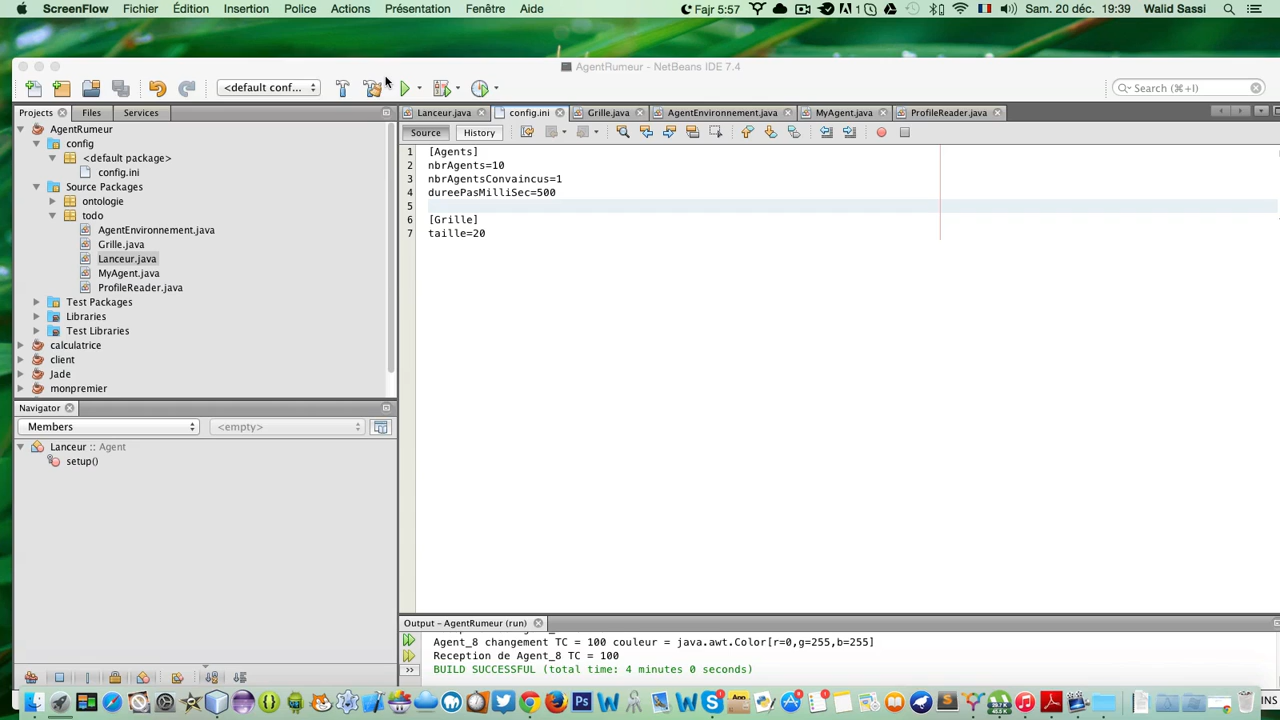 ScreenFlow Fichier Édition Insertion Police Actions Présentation Fenêtre Aide Fajr 5:57 1 Sam. 20 déc. 19:39 Walid Sassi
AgentRumeur - NetBeans IDE 7.4
<default conf... Search (⌘+I)
Projects Files Services
Lanceur.java config.ini Grille.java AgentEnvironnement.java MyAgent.java ProfileReader.java
Source History
AgentRumeur
config
<default package>
config.ini
Source Packages
ontologie
todo
AgentEnvironnement.java
Grille.java
Lanceur.java
MyAgent.java
ProfileReader.java
Test Packages
Libraries
Test Libraries
calculatrice
client
Jade
monpremier
1 [Agents]
2 nbrAgents=10
3 nbrAgentsConvaincus=1
4 dureePasMilliSec=500
5
6 [Grille]
7 taille=20
Navigator
Members <empty>
Lanceur :: Agent
setup()
Output - AgentRumeur (run)
Agent_8 changement TC = 100 couleur = java.awt.Color[r=0,g=255,b=255]
Reception de Agent_8 TC = 100
BUILD SUCCESSFUL (total time: 4 minutes 0 seconds)
INS